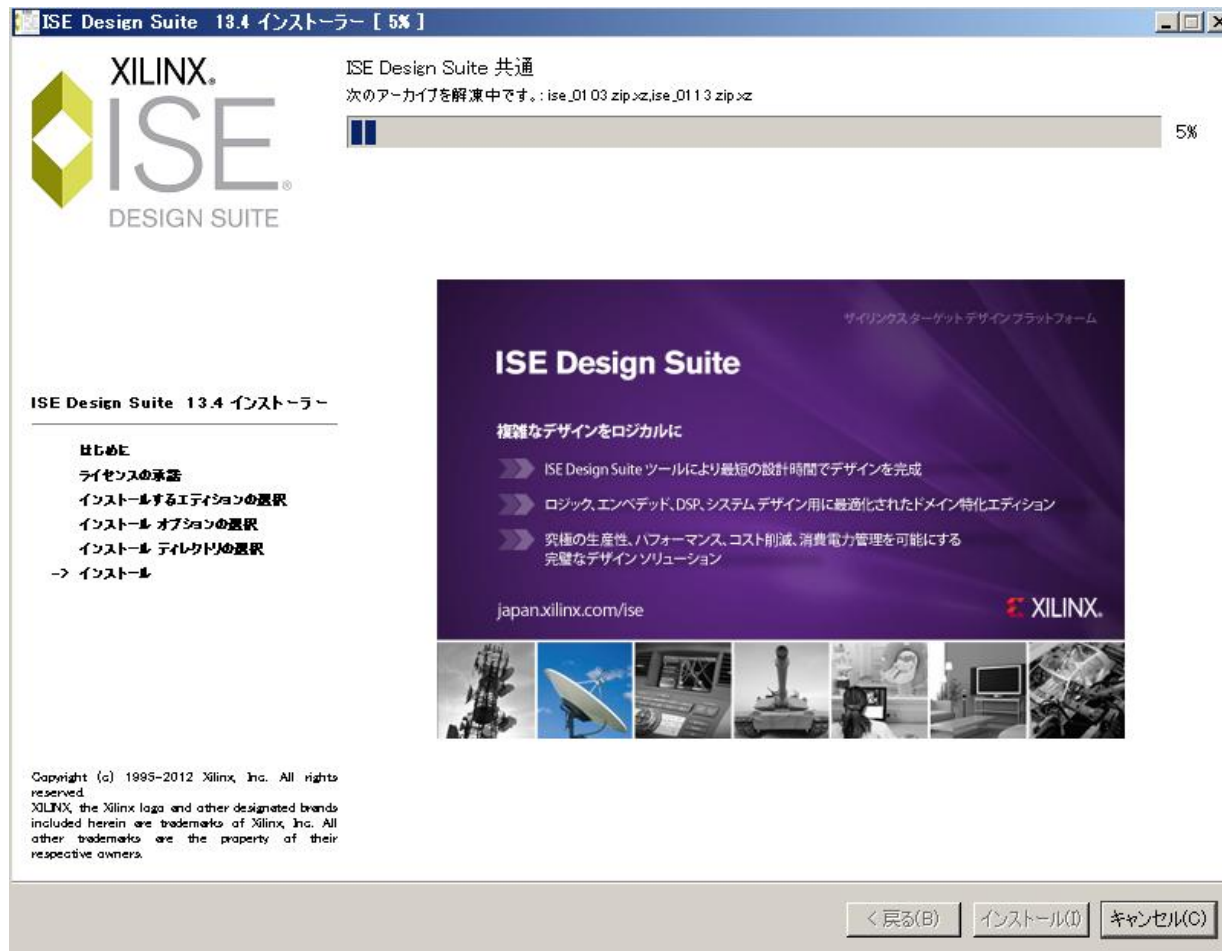 ISE Design Suite 13.4 インストーラー [ 5% ]
XILINX®
ISE®
DESIGN SUITE
ISE Design Suite 共通
次のアーカイブを解凍中です。: ise_0103.zip.xz,ise_0113.zip.xz
5%
ザイリンクス ターゲット デザイン プラットフォーム
ISE Design Suite
複雑なデザインをロジカルに
ISE Design Suite ツールにより最短の設計時間でデザインを完成
ロジック、エンベデッド、DSP、システム デザイン用に最適化されたドメイン特化エディション
究極の生産性、パフォーマンス、コスト削減、消費電力管理を可能にする
完璧なデザイン ソリューション
japan.xilinx.com/ise
XILINX®
ISE Design Suite 13.4 インストーラー
はじめに
ライセンスの承諾
インストールするエディションの選択
インストール オプションの選択
インストール ディレクトリの選択
-> インストール
Copyright (c) 1995-2012 Xilinx, Inc. All rights
reserved.
XILINX, the Xilinx logo and other designated brands
included herein are trademarks of Xilinx, Inc. All
other trademarks are the property of their
respective owners.
< 戻る(B)
インストール(I)
キャンセル(C)